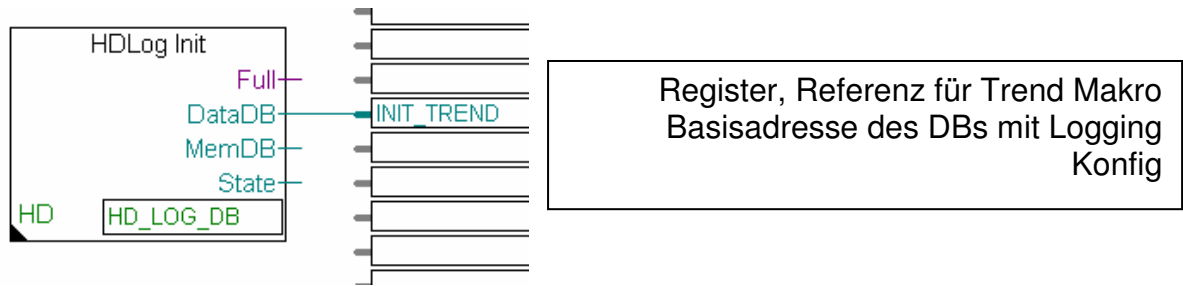 HDLog Init
Full
DataDB
INIT_TREND
MemDB
State
HD
HD_LOG_DB
Register, Referenz für Trend Makro
Basisadresse des DBs mit Logging
Konfig